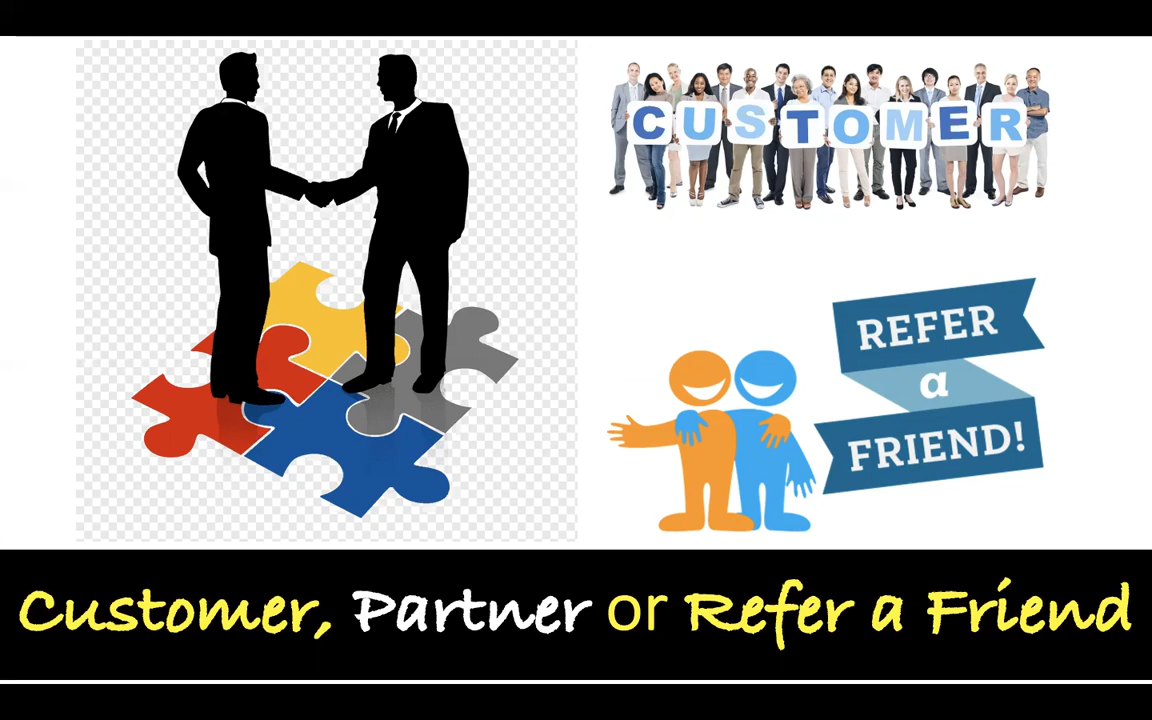 CUSTOMER
REFER
a
FRIEND!
Customer, Partner or Refer a Friend